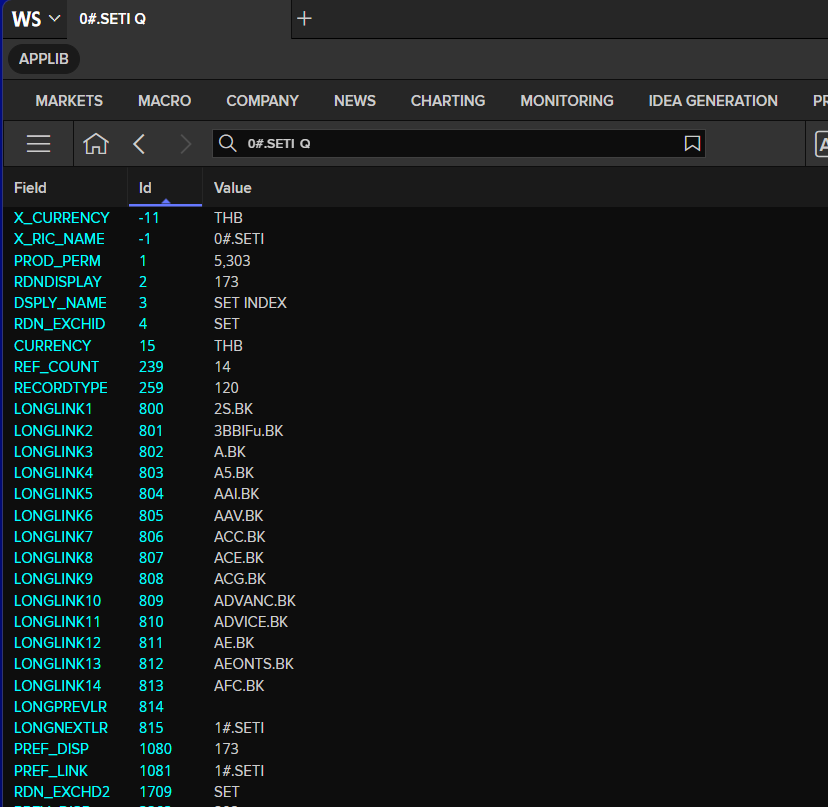 WS 0#.SETI Q +
APPLIB
MARKETS MACRO COMPANY NEWS CHARTING MONITORING IDEA GENERATION PR
0#.SETI Q A
Field Id Value
X_CURRENCY -11 THB
X_RIC_NAME -1 0#.SETI
PROD_PERM 1 5,303
RDNDISPLAY 2 173
DSPLY_NAME 3 SET INDEX
RDN_EXCHID 4 SET
CURRENCY 15 THB
REF_COUNT 239 14
RECORDTYPE 259 120
LONGLINK1 800 2S.BK
LONGLINK2 801 3BBIFu.BK
LONGLINK3 802 A.BK
LONGLINK4 803 A5.BK
LONGLINK5 804 AAI.BK
LONGLINK6 805 AAV.BK
LONGLINK7 806 ACC.BK
LONGLINK8 807 ACE.BK
LONGLINK9 808 ACG.BK
LONGLINK10 809 ADVANC.BK
LONGLINK11 810 ADVICE.BK
LONGLINK12 811 AE.BK
LONGLINK13 812 AEONTS.BK
LONGLINK14 813 AFC.BK
LONGPREVLR 814
LONGNEXTLR 815 1#.SETI
PREF_DISP 1080 173
PREF_LINK 1081 1#.SETI
RDN_EXCHD2 1709 SET